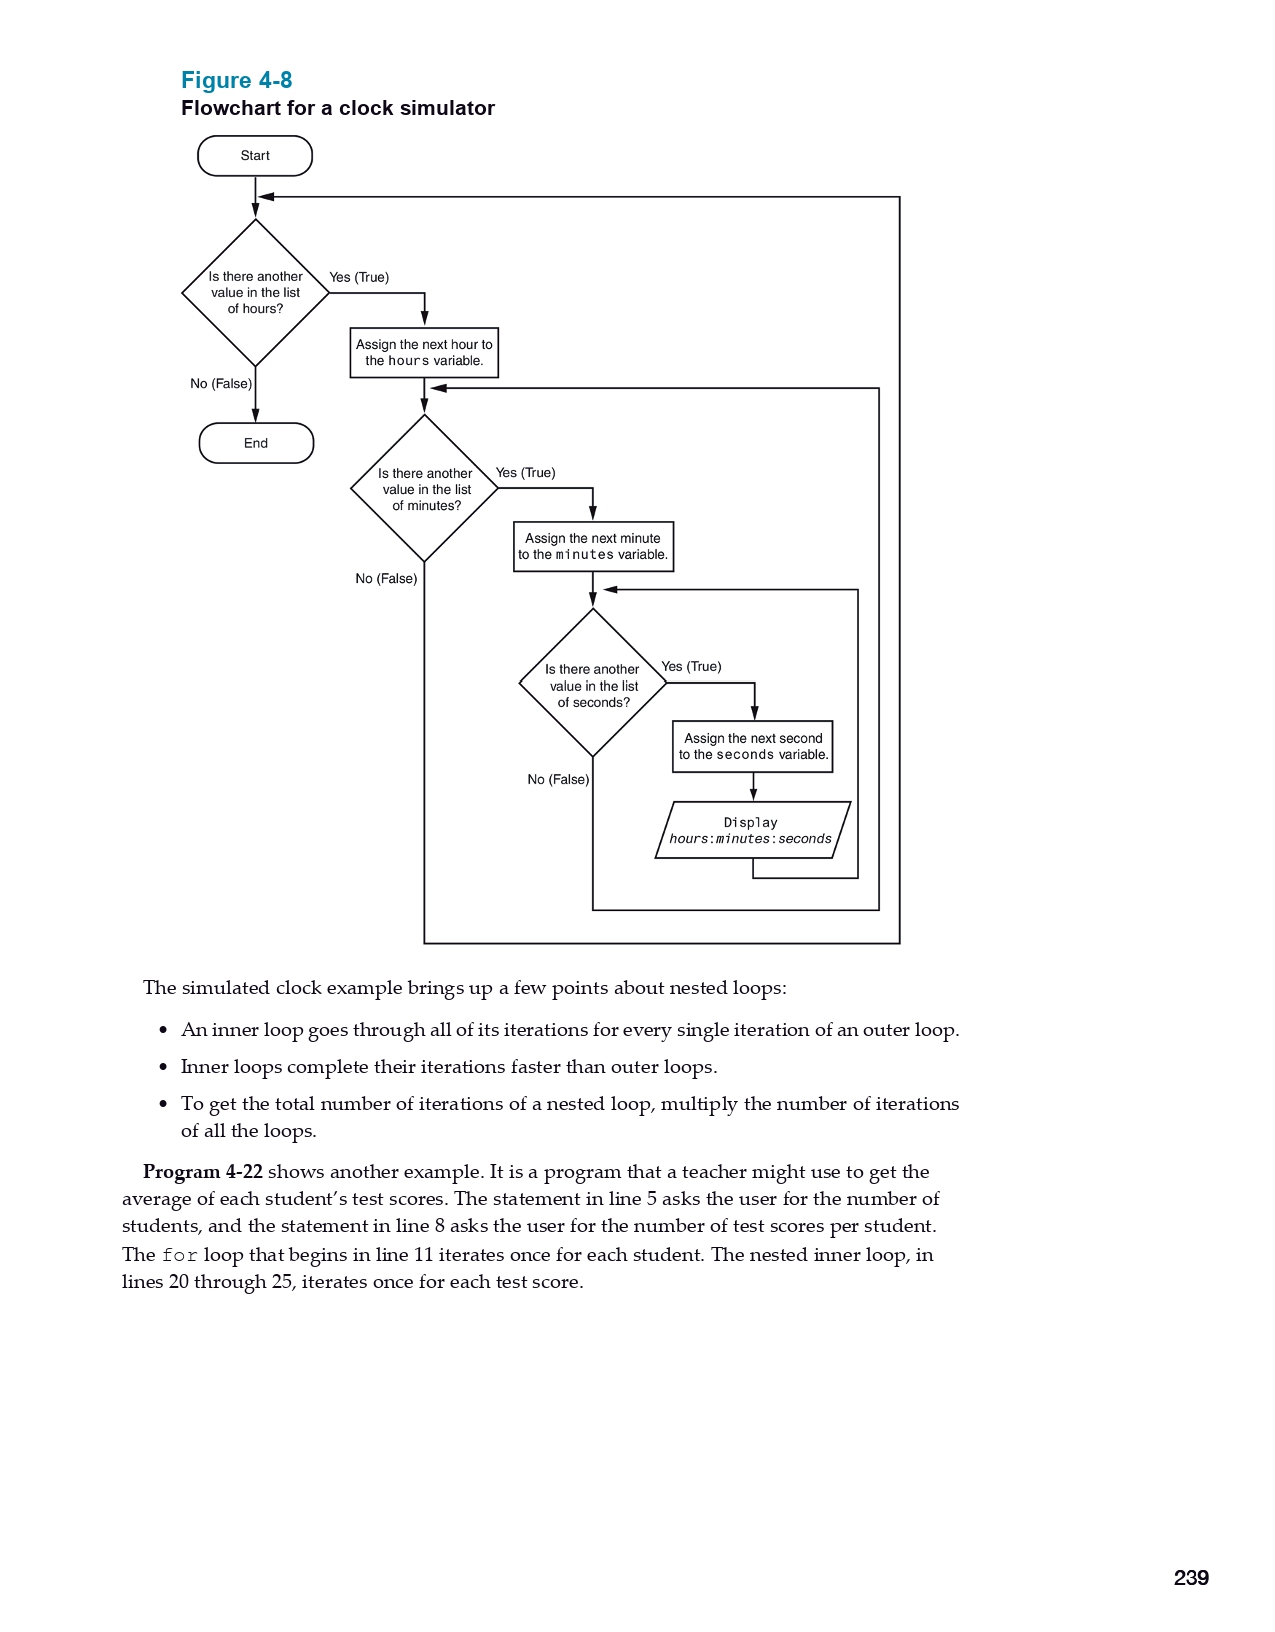 Figure 4-8
Flowchart for a clock simulator
Start
Is there another
value in the list
of hours?
Yes (True)
Assign the next hour to
the hours variable.
No (False)
End
Is there another
value in the list
of minutes?
Yes (True)
Assign the next minute
to the minutes variable.
No (False)
Is there another
value in the list
of seconds?
Yes (True)
Assign the next second
to the seconds variable.
No (False)
Display
hours:minutes:seconds
The simulated clock example brings up a few points about nested loops:
• An inner loop goes through all of its iterations for every single iteration of an outer loop.
• Inner loops complete their iterations faster than outer loops.
• To get the total number of iterations of a nested loop, multiply the number of iterations
of all the loops.
Program 4-22 shows another example. It is a program that a teacher might use to get the
average of each student’s test scores. The statement in line 5 asks the user for the number of
students, and the statement in line 8 asks the user for the number of test scores per student.
The for loop that begins in line 11 iterates once for each student. The nested inner loop, in
lines 20 through 25, iterates once for each test score.
239